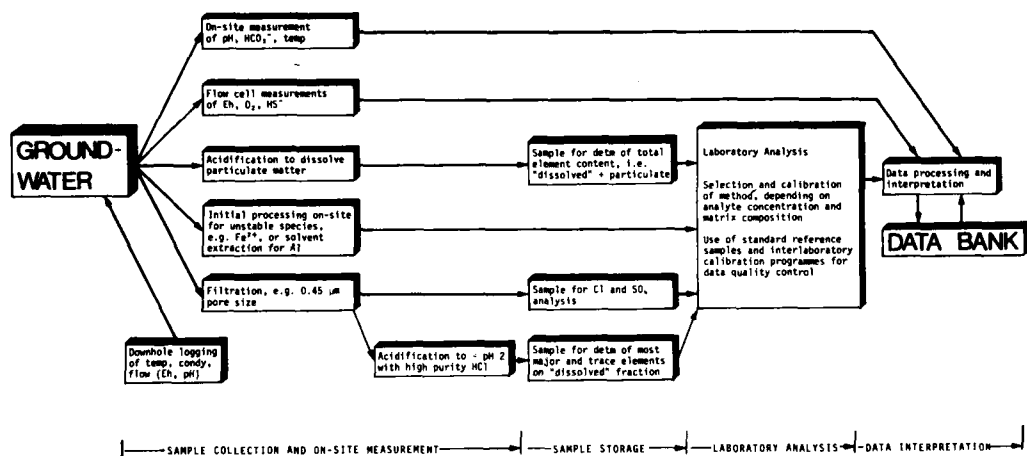 On-site measurement
of pH, HCO₃⁻, temp
Flow cell measurements
of Eh, O₂, HS⁻
GROUND-
WATER
Acidification to dissolve
particulate matter
Sample for detm of total
element content, i.e.
"dissolved" + particulate
Laboratory Analysis
Selection and calibration
of method, depending on
analyte concentration and
matrix composition
Use of standard reference
samples and interlaboratory
calibration programmes for
data quality control
Data processing and
interpretation
DATA BANK
Initial processing on-site
for unstable species,
e.g. Fe²⁺, or solvent
extraction for Al
Filtration, e.g. 0.45 μm
pore size
Sample for Cl and SO₄
analysis
Downhole logging
of temp, condy,
flow (Eh, pH)
Acidification to < pH 2
with high purity HCl
Sample for detm of most
major and trace elements
on "dissolved" fraction
SAMPLE COLLECTION AND ON-SITE MEASUREMENT
SAMPLE STORAGE
LABORATORY ANALYSIS
DATA INTERPRETATION